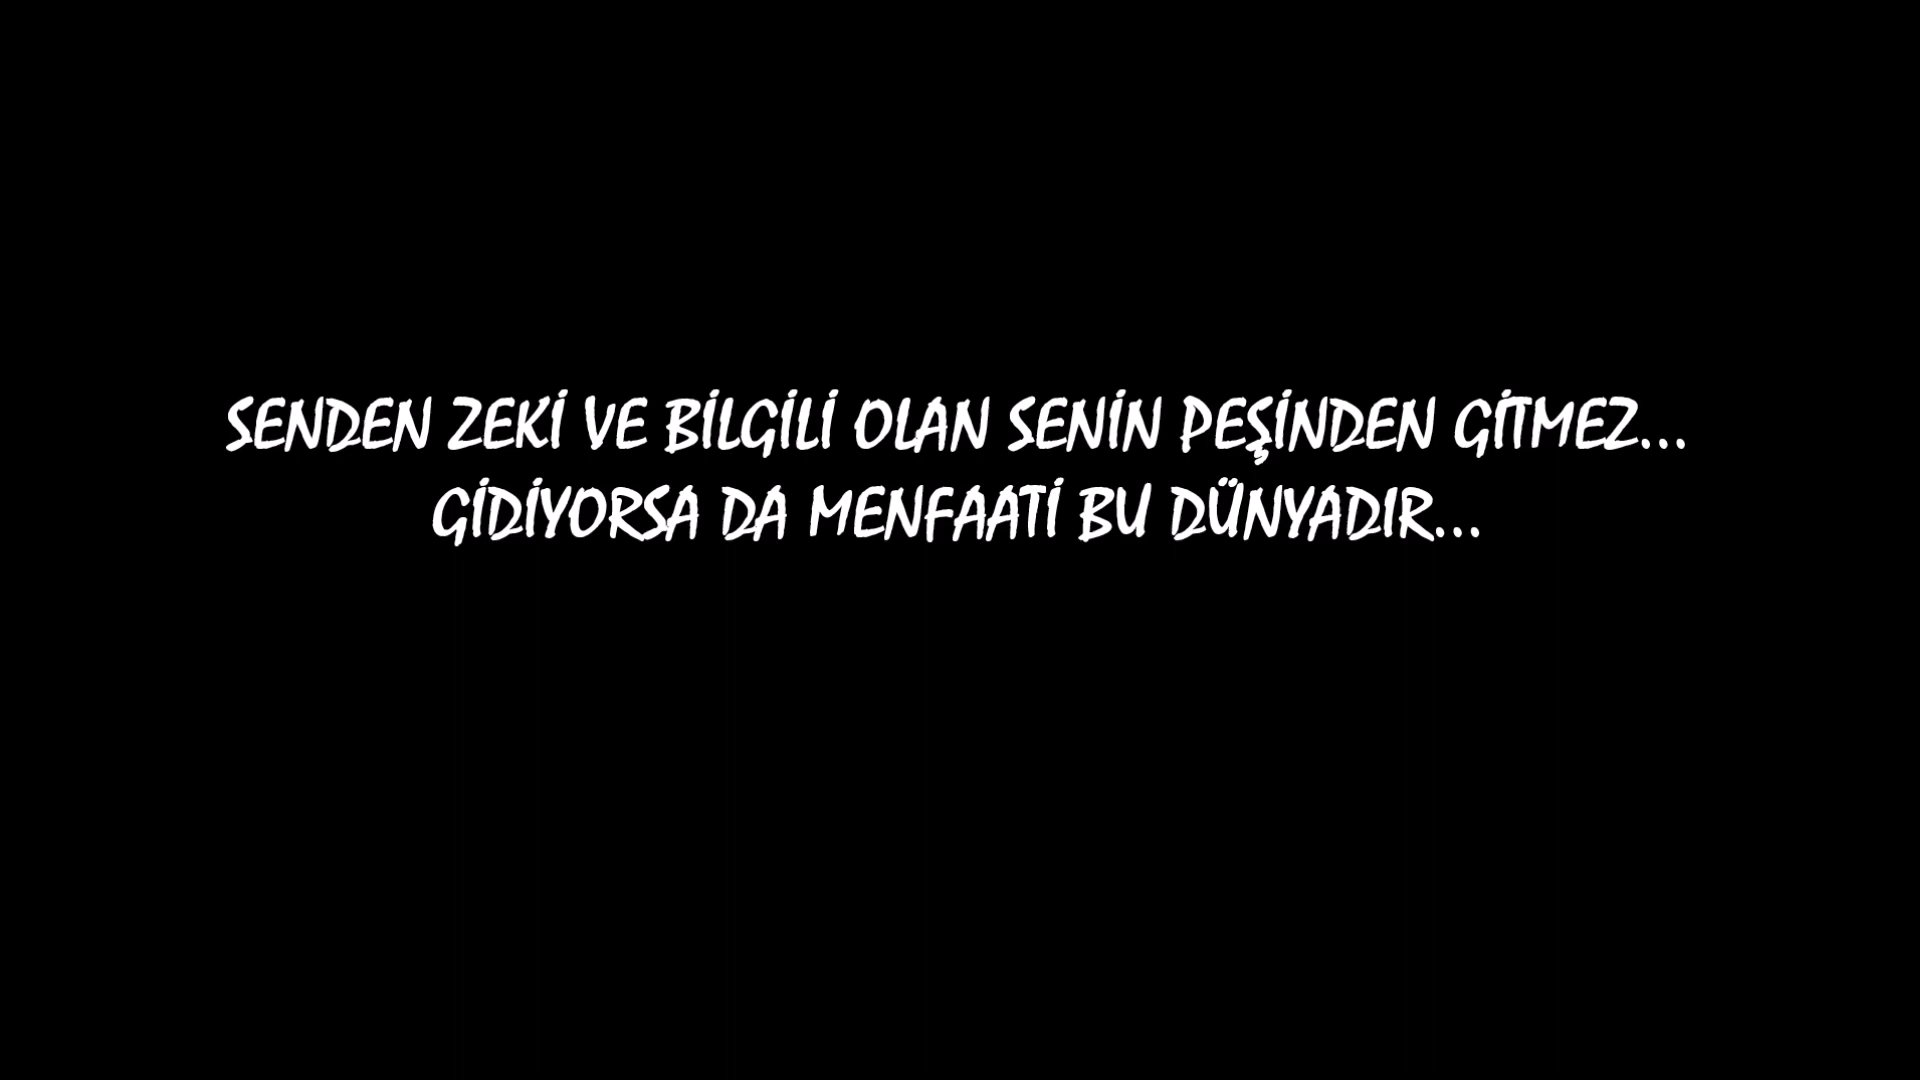 SENDEN ZEKİ VE BİLGİLİ OLAN SENİN PEŞİNDEN GİTMEZ...
GİDİYORSA DA MENFAATİ BU DÜNYADIR...